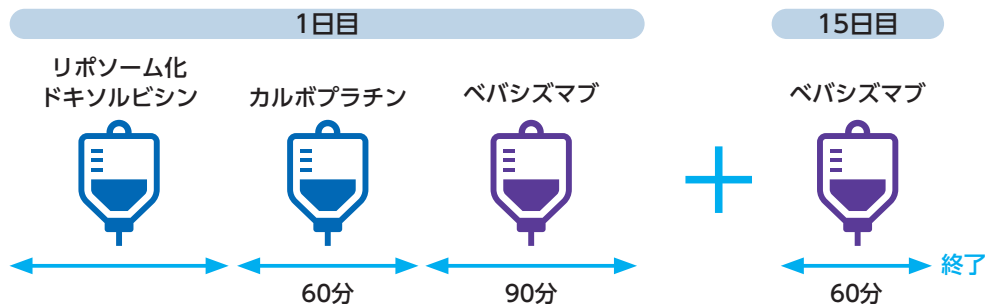 1日目
15日目
リポソーム化
ドキソルビシン
カルボプラチン
ベバシズマブ
ベバシズマブ
終了
60分
90分
60分